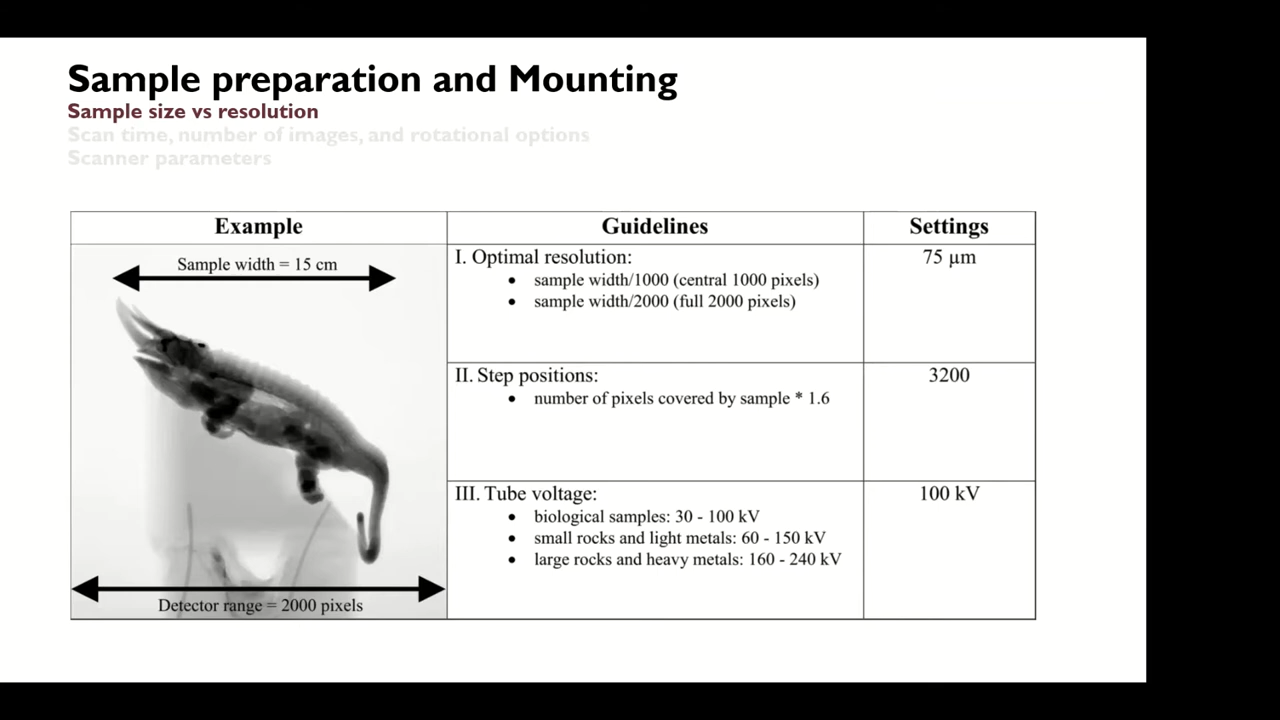 Sample preparation and Mounting
Sample size vs resolution
Scan time, number of images, and rotational options
Scanner parameters
Example
Guidelines
Settings
Sample width = 15 cm
Detector range = 2000 pixels
I. Optimal resolution:
• sample width/1000 (central 1000 pixels)
• sample width/2000 (full 2000 pixels)
75 μm
II. Step positions:
• number of pixels covered by sample * 1.6
3200
III. Tube voltage:
• biological samples: 30 - 100 kV
• small rocks and light metals: 60 - 150 kV
• large rocks and heavy metals: 160 - 240 kV
100 kV